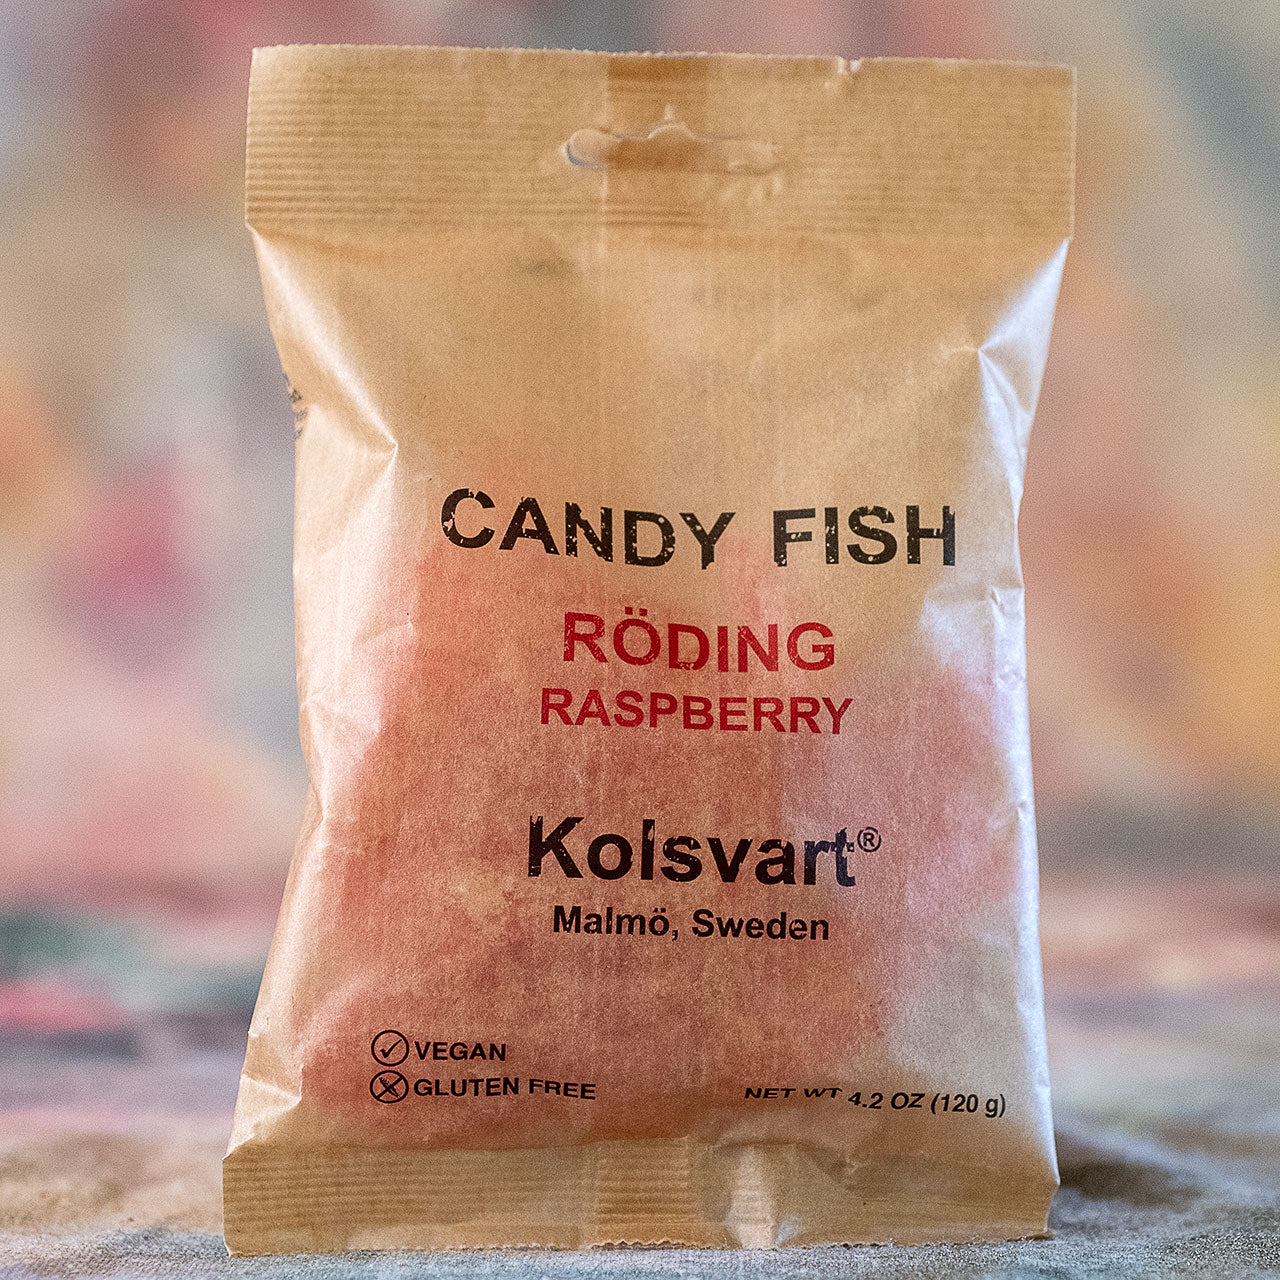 CANDY FISH
RÖDING
RASPBERRY
Kolsvart®
Malmö, Sweden
VEGAN
GLUTEN FREE
NET WT 4.2 OZ (120 g)